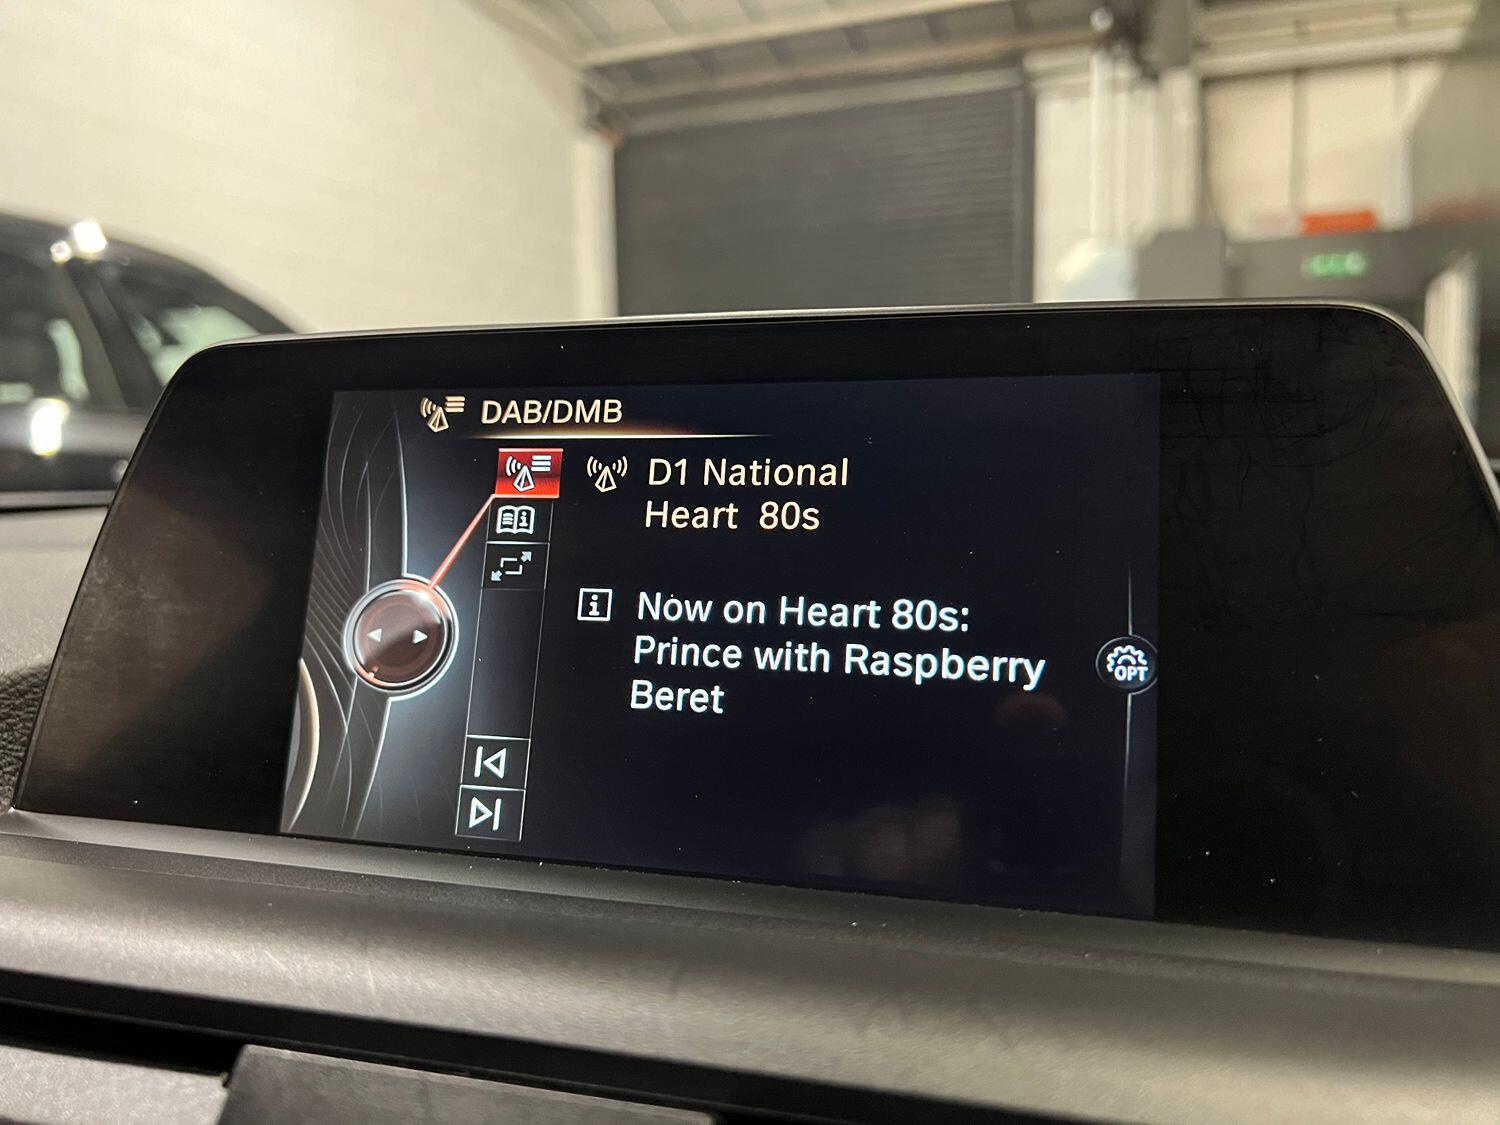 DAB/DMB
D1 National
Heart 80s
Now on Heart 80s:
Prince with Raspberry
Beret
OPT